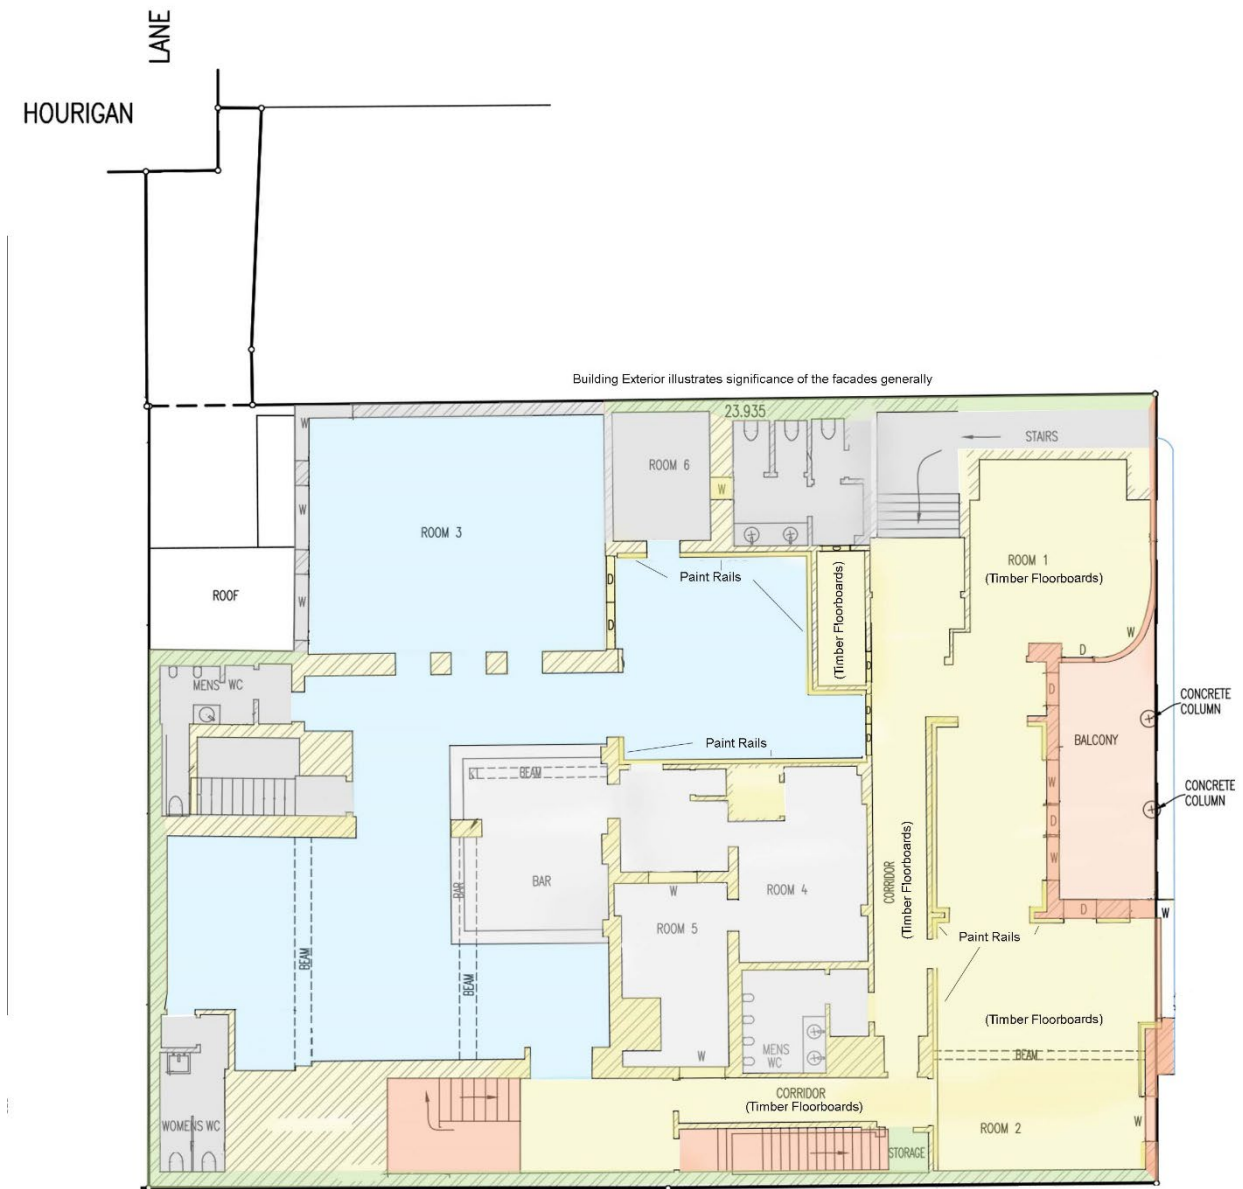 LANE
HOURIGAN
Building Exterior illustrates significance of the facades generally
23.935
W
STAIRS
ROOM 6
W
W
ROOM 3
ROOM 1
(Timber Floorboards)
D
Paint Rails
(Timber Floorboards)
ROOF
W
D
W
D
D
MENS WC
D
D
D
D
CONCRETE
COLUMN
BALCONY
Paint Rails
BEAM
W
CONCRETE
COLUMN
D
W
BAR
BAR
W
ROOM 4
CORRIDOR
(Timber Floorboards)
D
W
ROOM 5
Paint Rails
BEAM
BEAM
(Timber Floorboards)
W
MENS
WC
BEAM
CORRIDOR
(Timber Floorboards)
WOMENS WC
ROOM 2
W
STORAGE